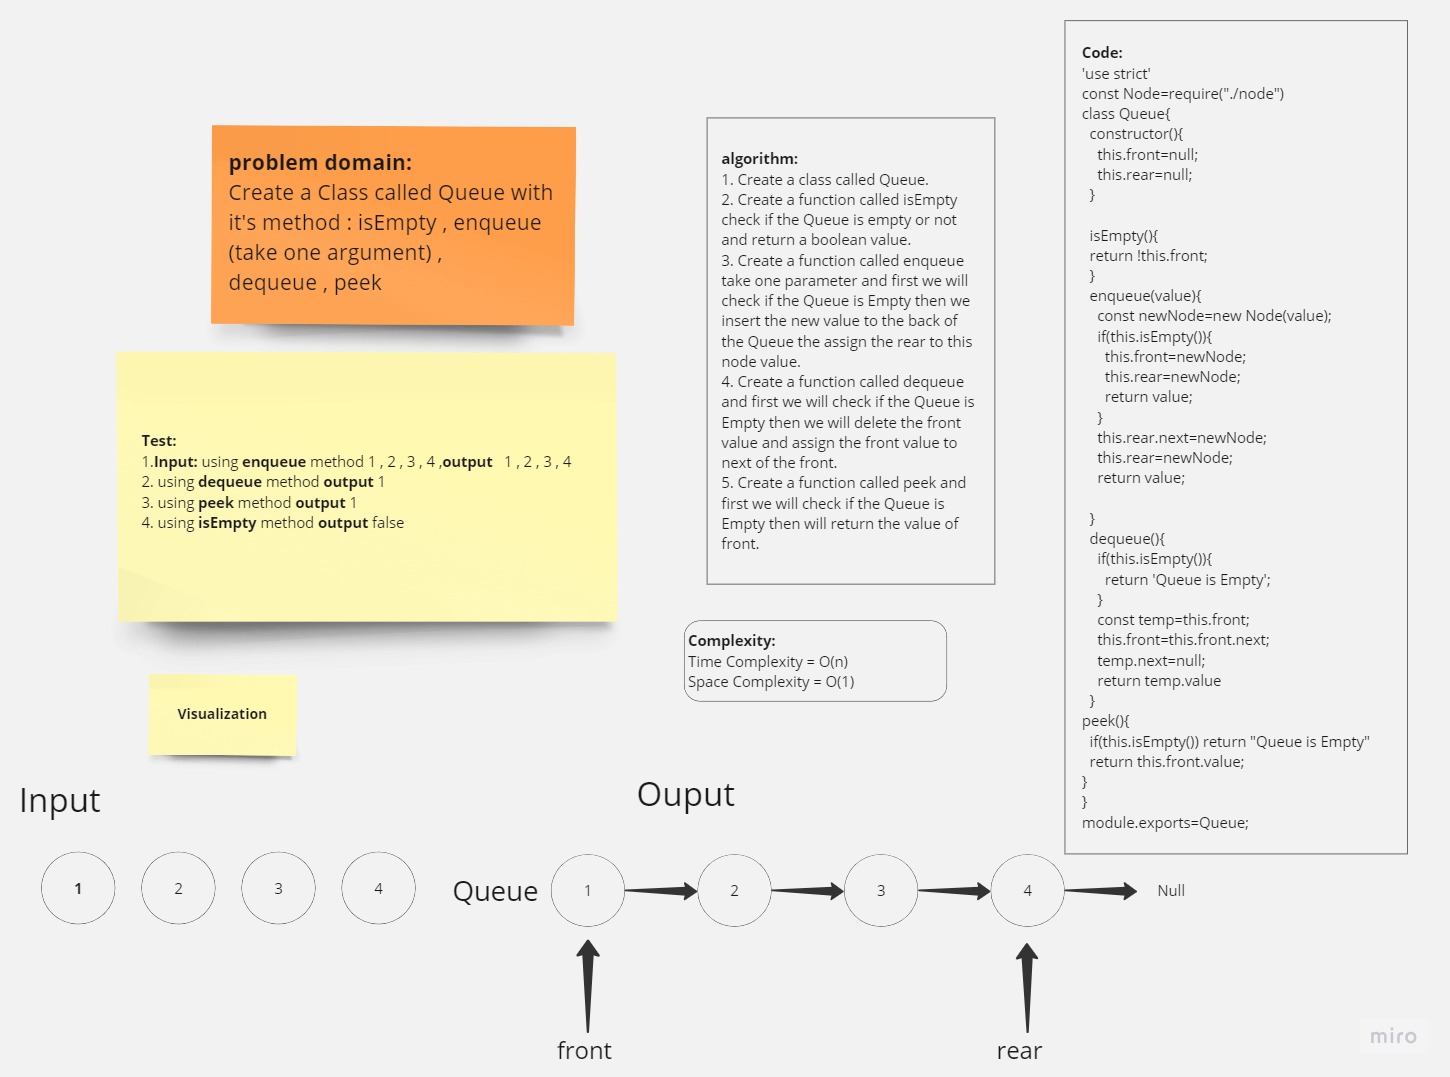 problem domain:
Create a Class called Queue with
it's method : isEmpty , enqueue
(take one argument) ,
dequeue , peek
Test:
1.Input: using enqueue method 1 , 2 , 3 , 4 ,output 1 , 2 , 3 , 4
2. using dequeue method output 1
3. using peek method output 1
4. using isEmpty method output false
algorithm:
1. Create a class called Queue.
2. Create a function called isEmpty
check if the Queue is empty or not
and return a boolean value.
3. Create a function called enqueue
take one parameter and first we will
check if the Queue is Empty then we
insert the new value to the back of
the Queue the assign the rear to this
node value.
4. Create a function called dequeue
and first we will check if the Queue is
Empty then we will delete the front
value and assign the front value to
next of the front.
5. Create a function called peek and
first we will check if the Queue is
Empty then will return the value of
front.
Complexity:
Time Complexity = O(n)
Space Complexity = O(1)
Code:
'use strict'
const Node=require("./node")
class Queue{
constructor(){
this.front=null;
this.rear=null;
}
isEmpty(){
return !this.front;
}
enqueue(value){
const newNode=new Node(value);
if(this.isEmpty()){
this.front=newNode;
this.rear=newNode;
return value;
}
this.rear.next=newNode;
this.rear=newNode;
return value;
}
dequeue(){
if(this.isEmpty()){
return 'Queue is Empty';
}
const temp=this.front;
this.front=this.front.next;
temp.next=null;
return temp.value
}
peek(){
if(this.isEmpty()) return "Queue is Empty"
return this.front.value;
}
}
module.exports=Queue;
Visualization
Input
Ouput
1 2 3 4
Queue 1 2 3 4 Null
front
rear
miro